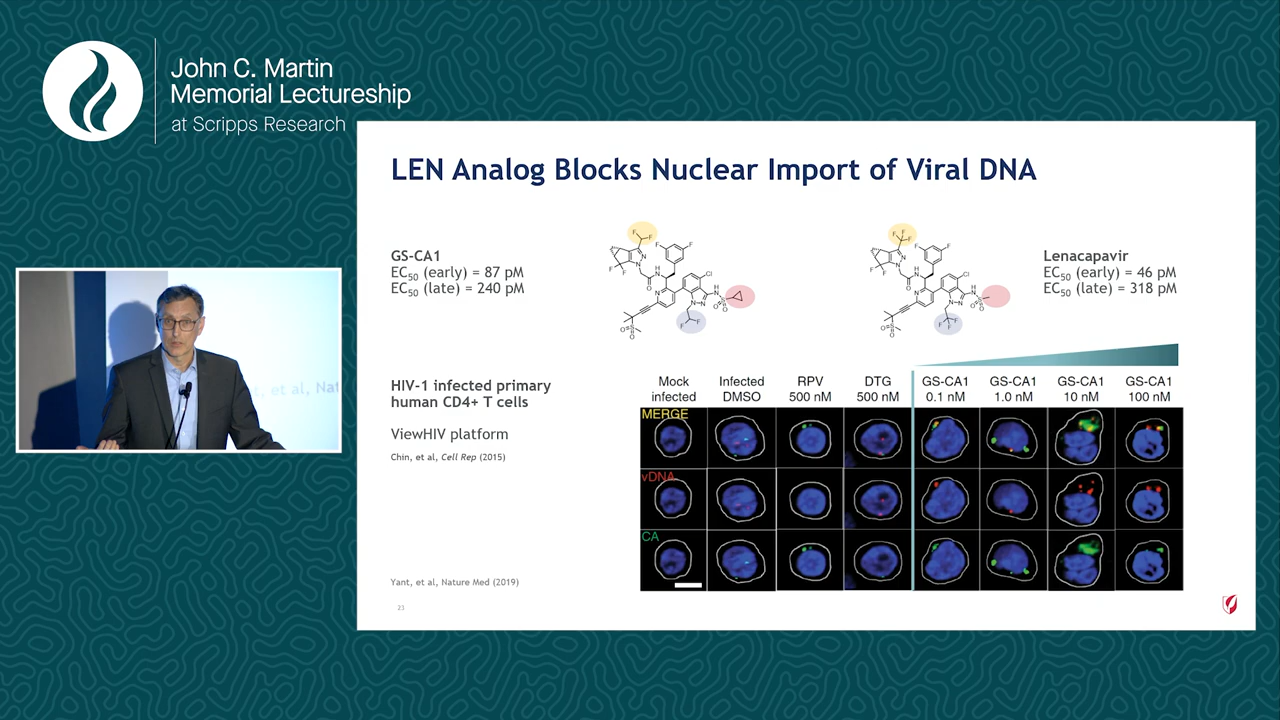 John C. Martin
Memorial Lectureship
at Scripps Research
LEN Analog Blocks Nuclear Import of Viral DNA
GS-CA1
EC50 (early) = 87 pM
EC50 (late) = 240 pM
Lenacapavir
EC50 (early) = 46 pM
EC50 (late) = 318 pM
HIV-1 infected primary
human CD4+ T cells
ViewHIV platform
Chin, et al, Cell Rep (2015)
Mock infected
Infected DMSO
RPV 500 nM
DTG 500 nM
GS-CA1 0.1 nM
GS-CA1 1.0 nM
GS-CA1 10 nM
GS-CA1 100 nM
MERGE
vDNA
CA
Yant, et al, Nature Med (2019)
23
t, et al, Nat